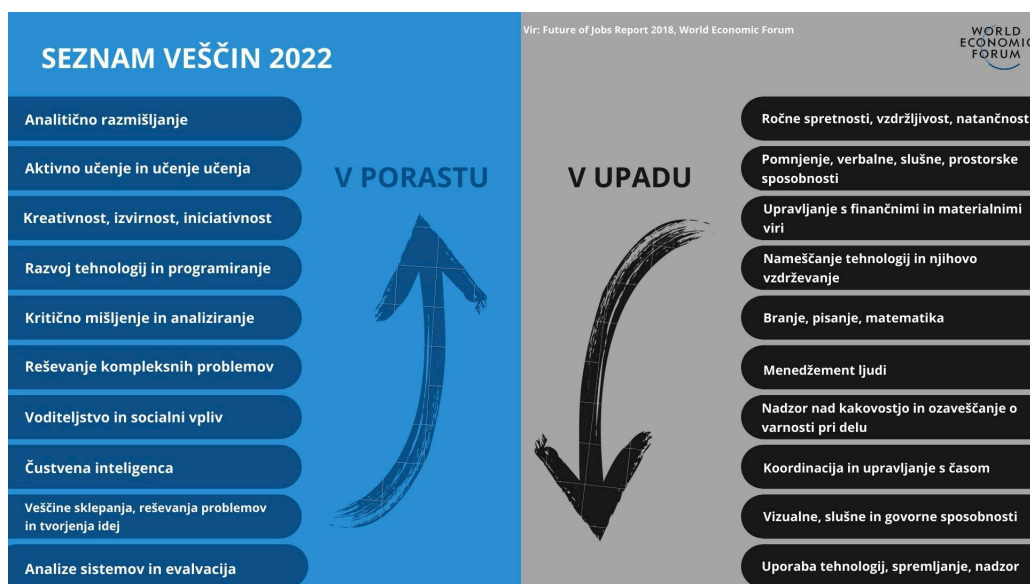 SEZNAM VEŠČIN 2022
Analitično razmišljanje
Aktivno učenje in učenje učenja
Kreativnost, izvirnost, iniciativnost
Razvoj tehnologij in programiranje
Kritično mišljenje in analiziranje
Reševanje kompleksnih problemov
Voditeljstvo in socialni vpliv
Čustvena inteligenca
Veščine sklepanja, reševanja problemov
in tvorjenja idej
Analize sistemov in evalvacija
V PORASTU
Vir: Future of Jobs Report 2018, World Economic Forum
WORLD
ECONOMIC
FORUM
V UPADU
Ročne spretnosti, vzdržljivost, natančnost
Pomnjenje, verbalne, slušne, prostorske
sposobnosti
Upravljanje s finančnimi in materialnimi
viri
Nameščanje tehnologij in njihovo
vzdrževanje
Branje, pisanje, matematika
Menedžment ljudi
Nadzor nad kakovostjo in ozaveščanje o
varnosti pri delu
Koordinacija in upravljanje s časom
Vizualne, slušne in govorne sposobnosti
Uporaba tehnologij, spremljanje, nadzor